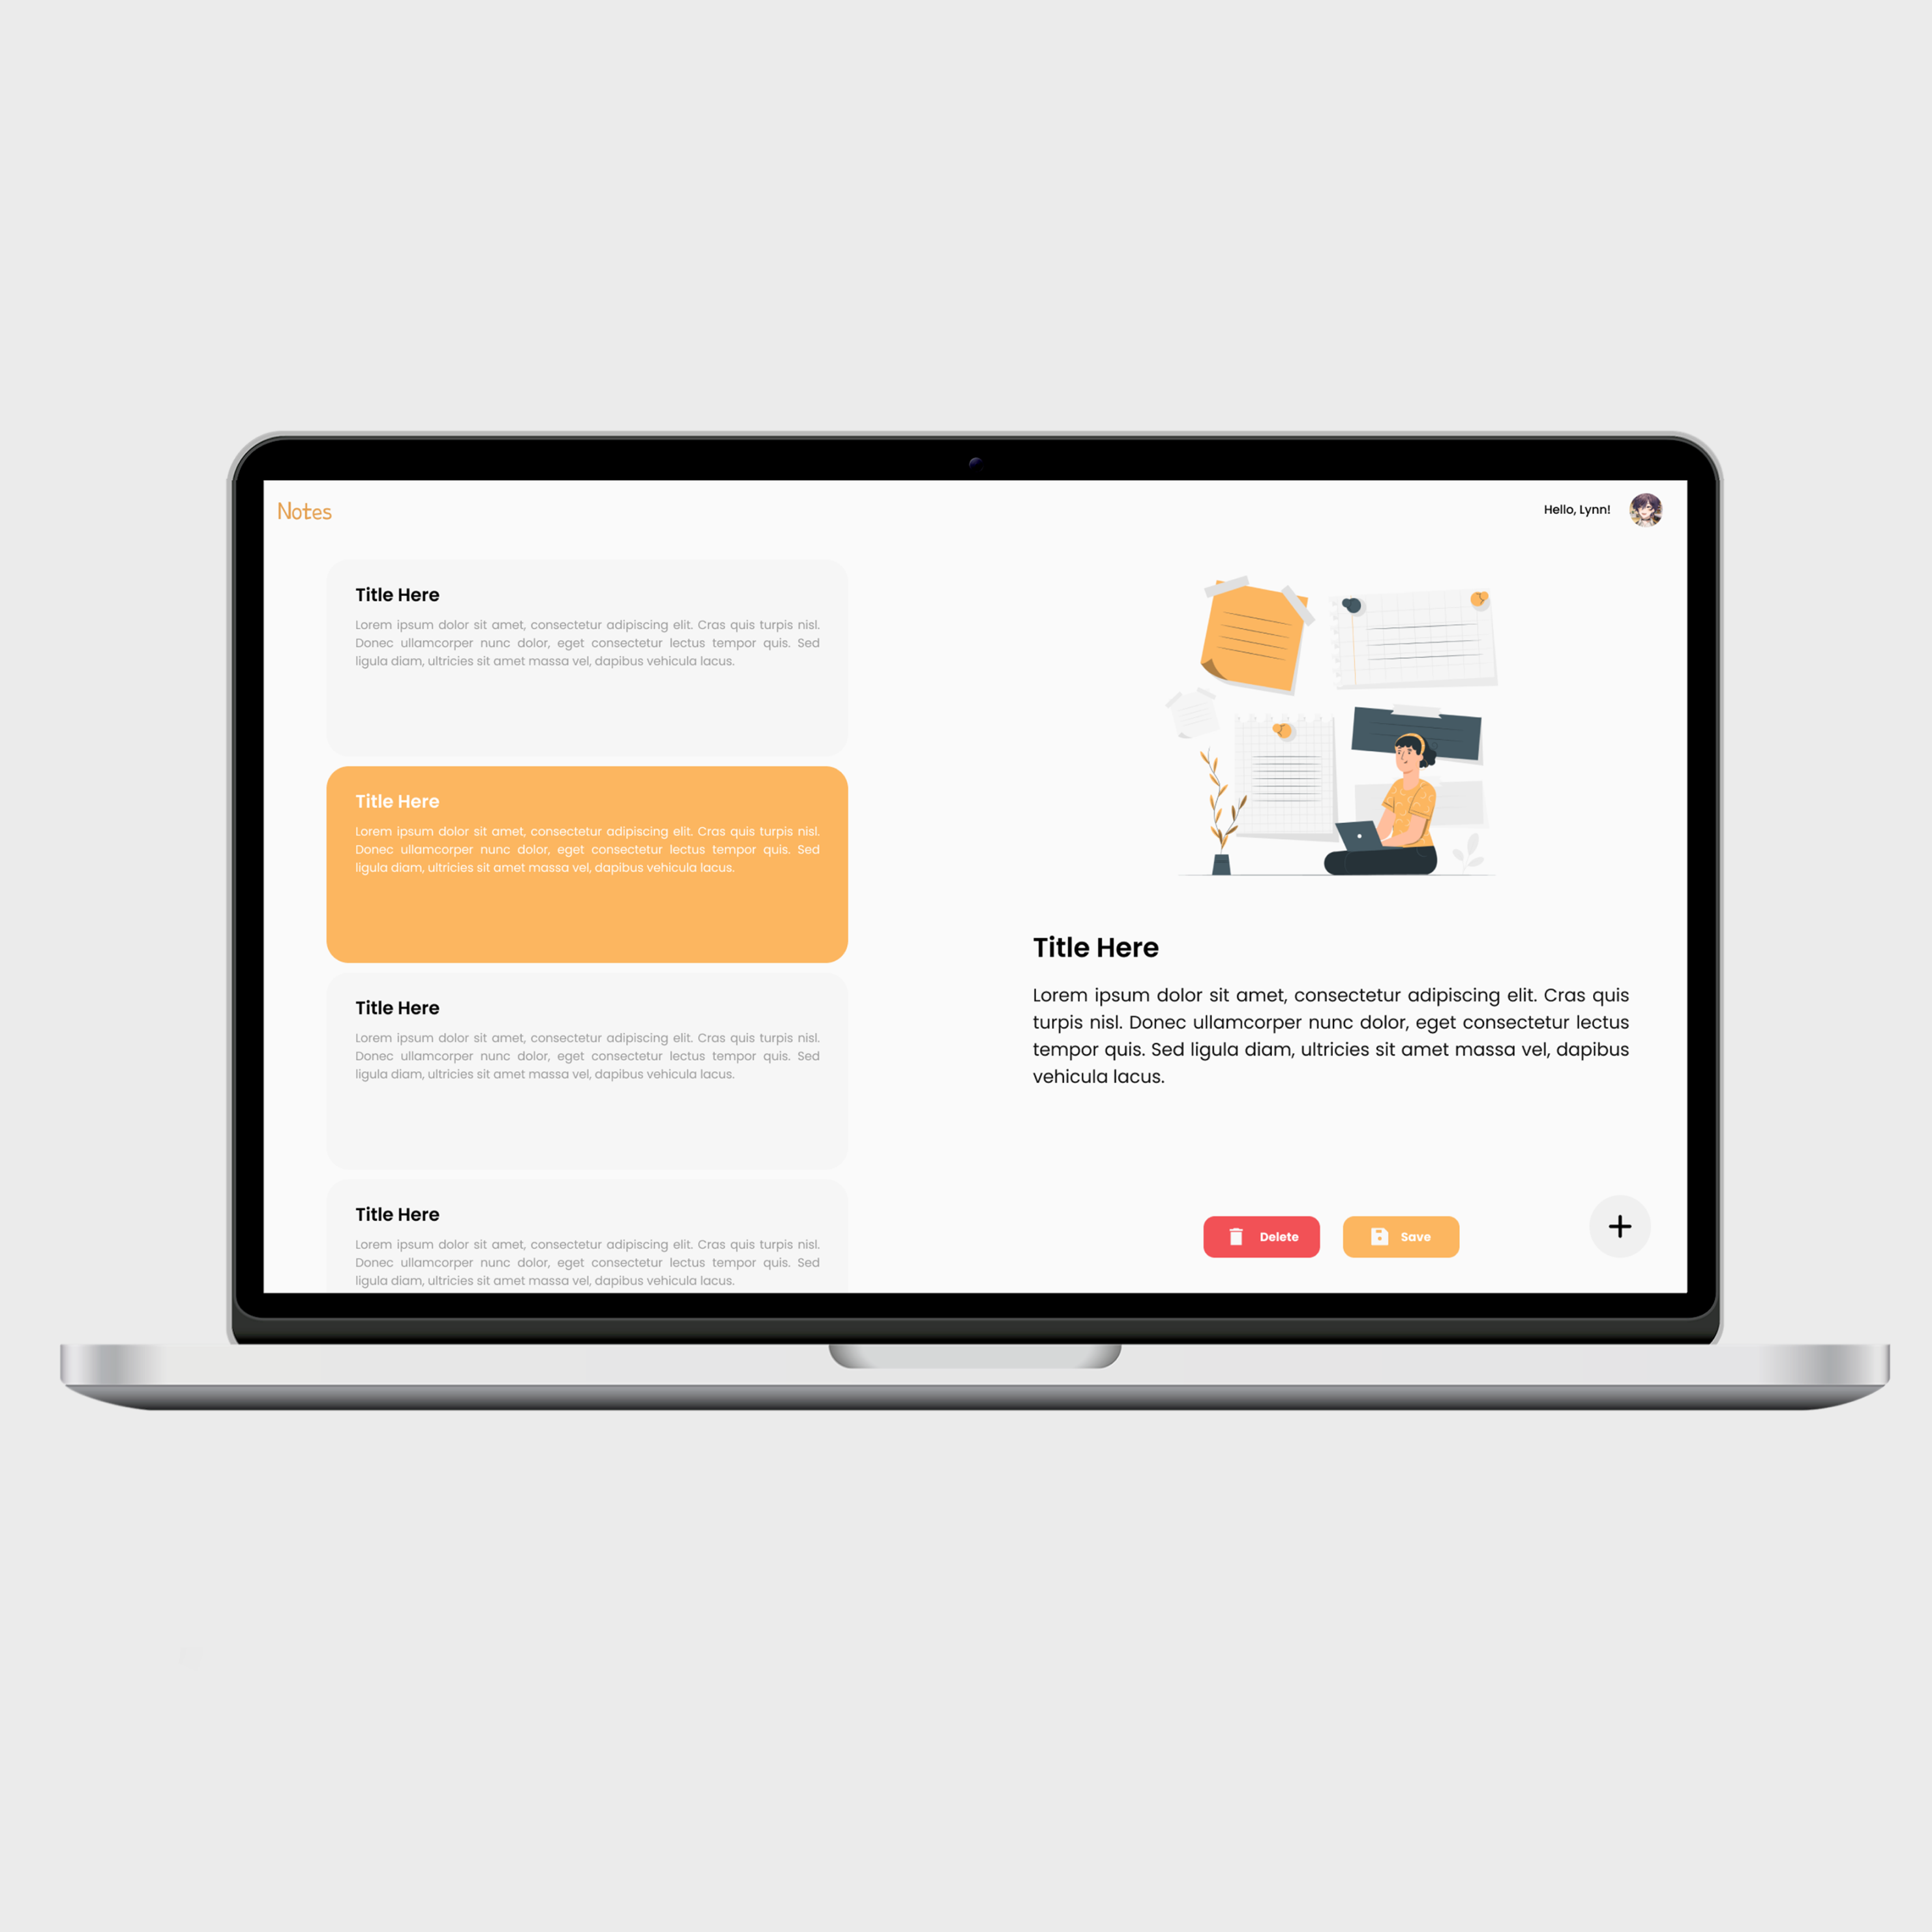 Notes
Hello, Lynn!
Title Here
Lorem ipsum dolor sit amet, consectetur adipiscing elit. Cras quis turpis nisl.
Donec ullamcorper nunc dolor, eget consectetur lectus tempor quis. Sed
ligula diam, ultricies sit amet massa vel, dapibus vehicula lacus.
Title Here
Lorem ipsum dolor sit amet, consectetur adipiscing elit. Cras quis turpis nisl.
Donec ullamcorper nunc dolor, eget consectetur lectus tempor quis. Sed
ligula diam, ultricies sit amet massa vel, dapibus vehicula lacus.
Title Here
Lorem ipsum dolor sit amet, consectetur adipiscing elit. Cras quis turpis nisl.
Donec ullamcorper nunc dolor, eget consectetur lectus tempor quis. Sed
ligula diam, ultricies sit amet massa vel, dapibus vehicula lacus.
Title Here
Lorem ipsum dolor sit amet, consectetur adipiscing elit. Cras quis turpis nisl.
Donec ullamcorper nunc dolor, eget consectetur lectus tempor quis. Sed
ligula diam, ultricies sit amet massa vel, dapibus vehicula lacus.
Title Here
Lorem ipsum dolor sit amet, consectetur adipiscing elit. Cras quis
turpis nisl. Donec ullamcorper nunc dolor, eget consectetur lectus
tempor quis. Sed ligula diam, ultricies sit amet massa vel, dapibus
vehicula lacus.
Delete
Save